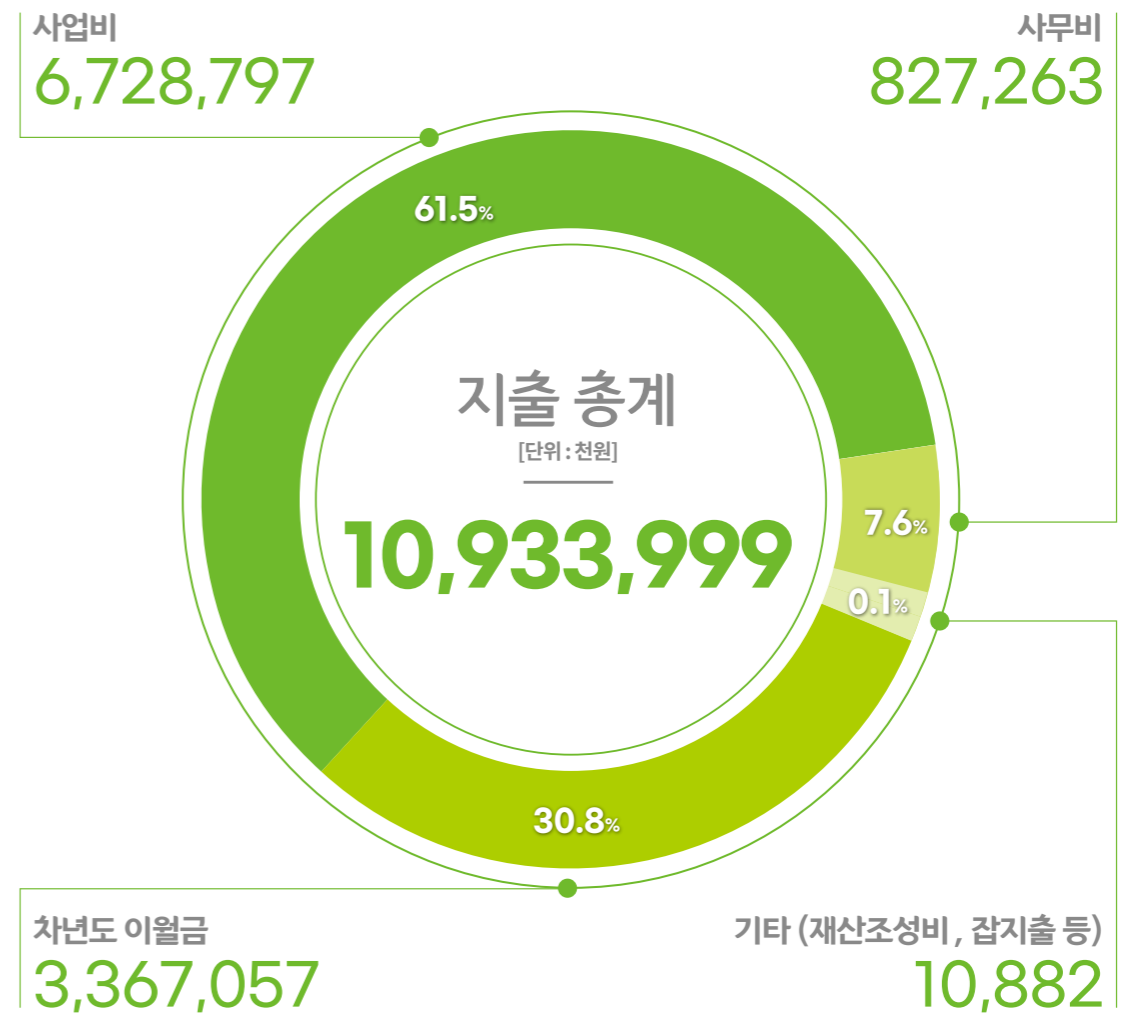 사업비
6,728,797
사무비
827,263
61.5%
지출 총계
[단위 : 천원]
10,933,999
7.6%
0.1%
30.8%
차년도 이월금
3,367,057
기타 (재산조성비 , 잡지출 등)
10,882